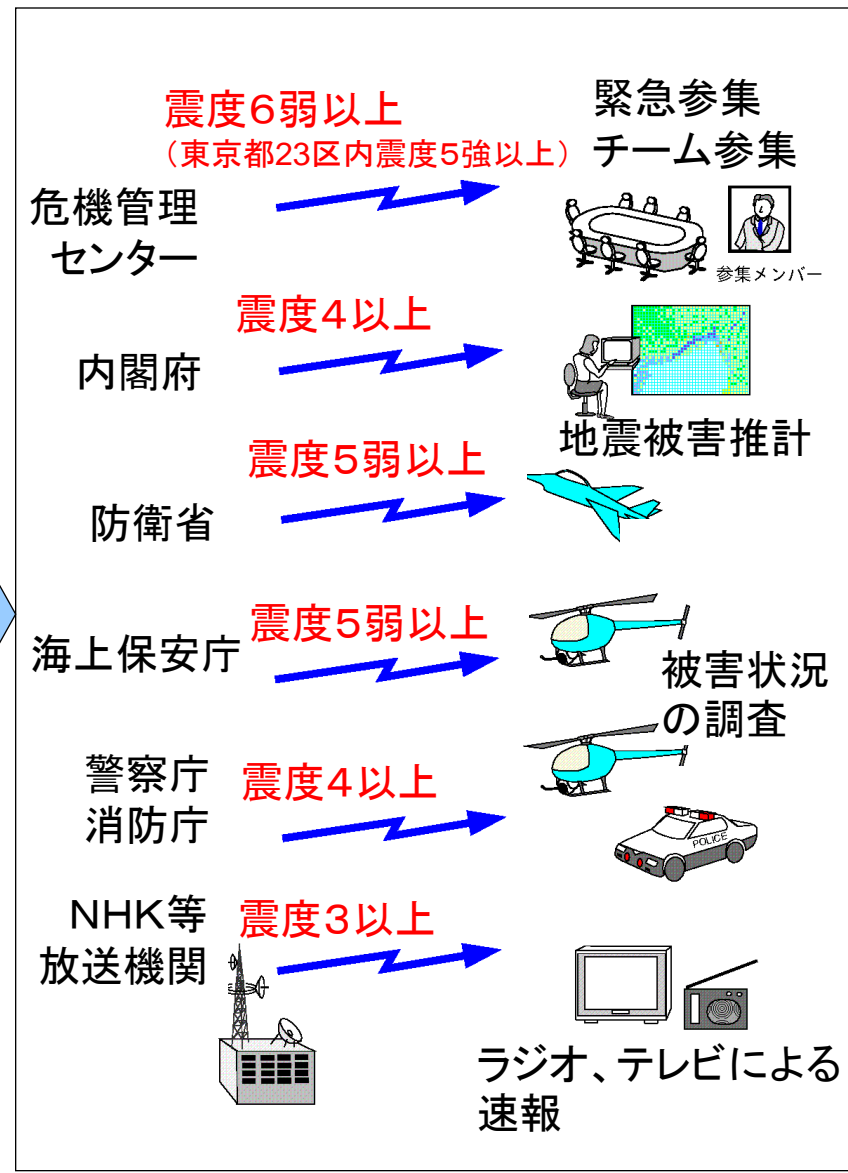 震度6弱以上
(東京都23区内震度5強以上)
緊急参集
チーム参集
危機管理
センター
参集メンバー
震度4以上
内閣府
地震被害推計
震度5弱以上
防衛省
震度5弱以上
海上保安庁
被害状況
の調査
警察庁
消防庁
震度4以上
POLICE
NHK等
放送機関
震度3以上
ラジオ、テレビによる
速報